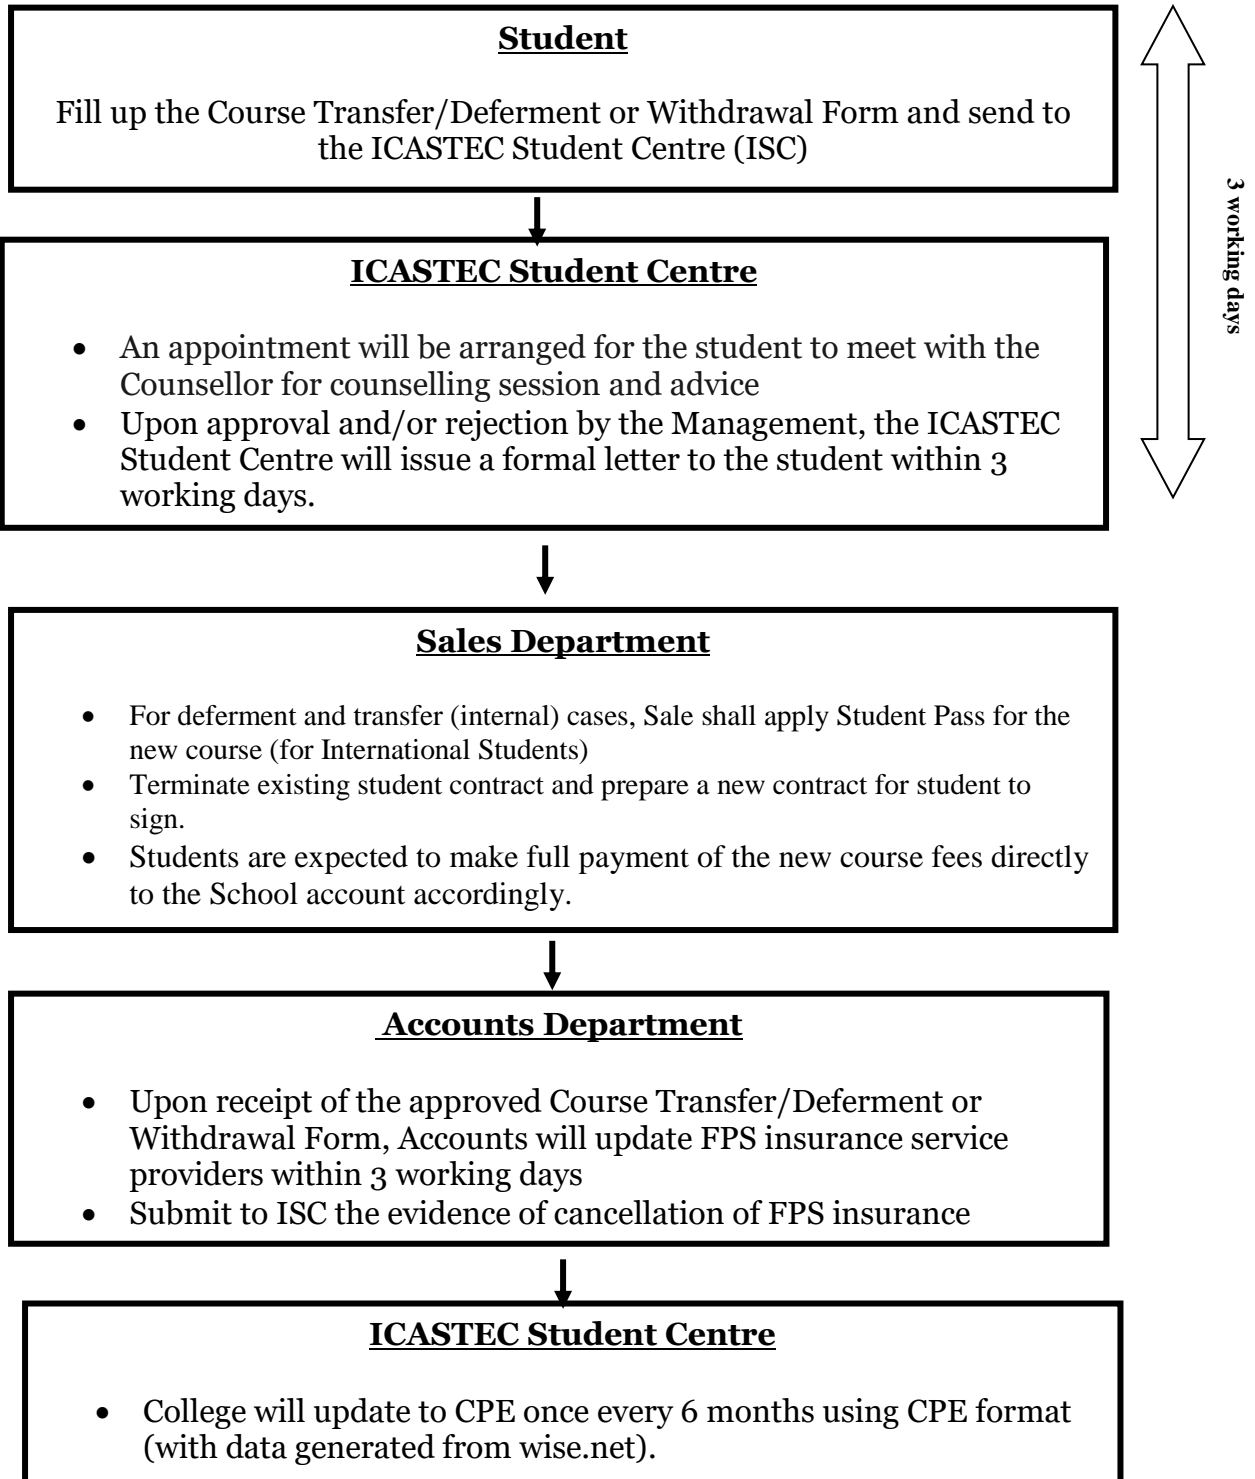 Student
Fill up the Course Transfer/Deferment or Withdrawal Form and send to
the ICASTEC Student Centre (ISC)
3 working days
ICASTEC Student Centre
• An appointment will be arranged for the student to meet with the
Counsellor for counselling session and advice
• Upon approval and/or rejection by the Management, the ICASTEC
Student Centre will issue a formal letter to the student within 3
working days.
Sales Department
• For deferment and transfer (internal) cases, Sale shall apply Student Pass for the
new course (for International Students)
• Terminate existing student contract and prepare a new contract for student to
sign.
• Students are expected to make full payment of the new course fees directly
to the School account accordingly.
Accounts Department
• Upon receipt of the approved Course Transfer/Deferment or
Withdrawal Form, Accounts will update FPS insurance service
providers within 3 working days
• Submit to ISC the evidence of cancellation of FPS insurance
ICASTEC Student Centre
• College will update to CPE once every 6 months using CPE format
(with data generated from wise.net).